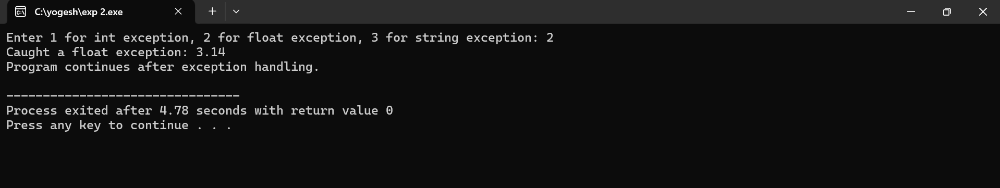 C:\yogesh\exp 2.exe
Enter 1 for int exception, 2 for float exception, 3 for string exception: 2
Caught a float exception: 3.14
Program continues after exception handling.
--------------------------------
Process exited after 4.78 seconds with return value 0
Press any key to continue . . .